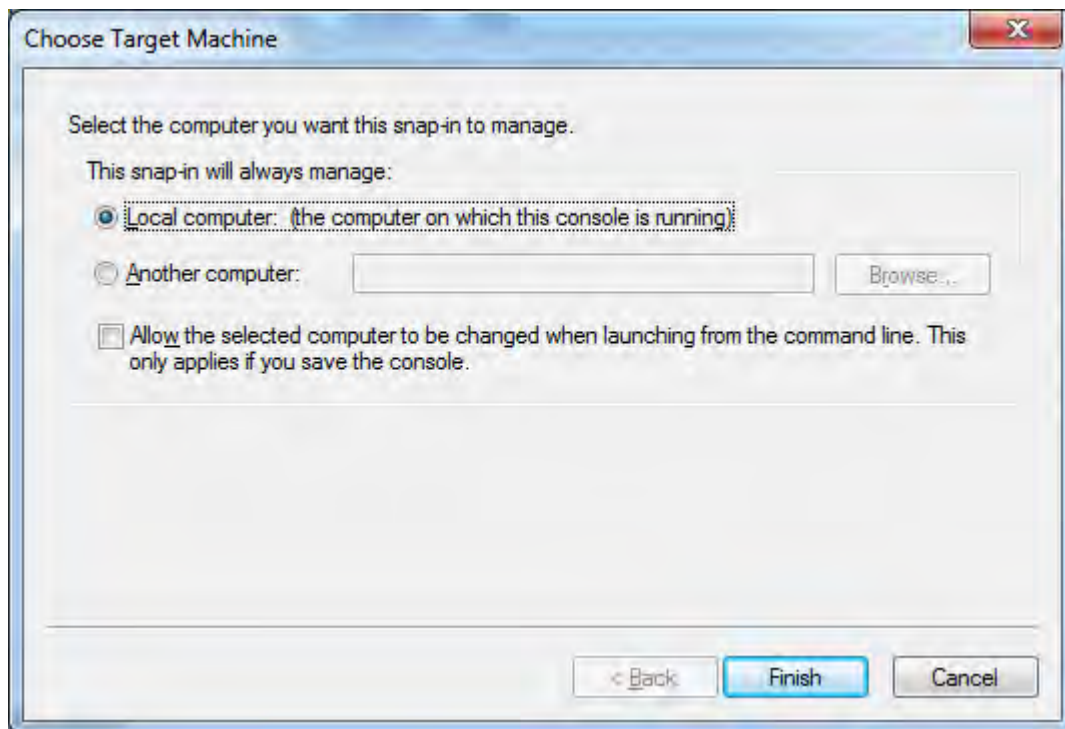 Choose Target Machine
Select the computer you want this snap-in to manage.
This snap-in will always manage:
Local computer:  (the computer on which this console is running)
Another computer:
Browse...
Allow the selected computer to be changed when launching from the command line. This
only applies if you save the console.
< Back
Finish
Cancel